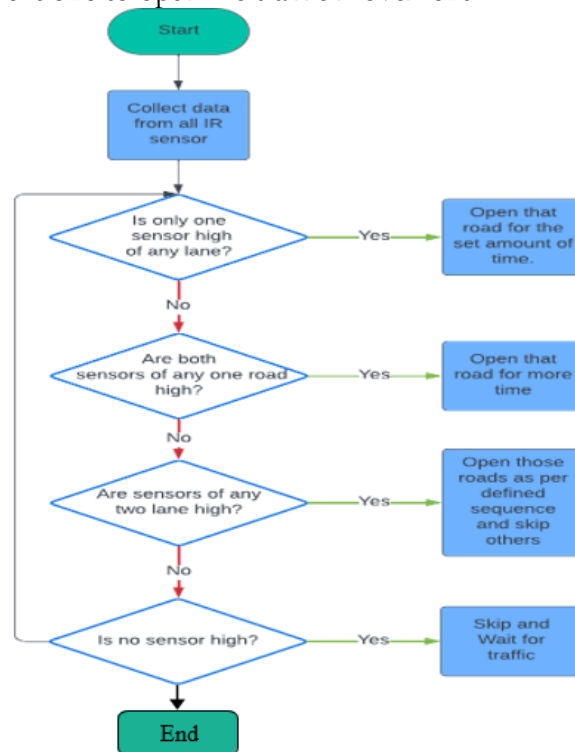 Start
Collect data
from all IR
sensor
Is only one
sensor high
of any lane?
Yes
Open that
road for the
set amount of
time.
No
Are both
sensors of any one road
high?
Yes
Open that
road for more
time
No
Are sensors of any
two lane high?
Yes
Open those
roads as per
defined
sequence
and skip
others
No
Is no sensor high?
Yes
Skip and
Wait for
traffic
End